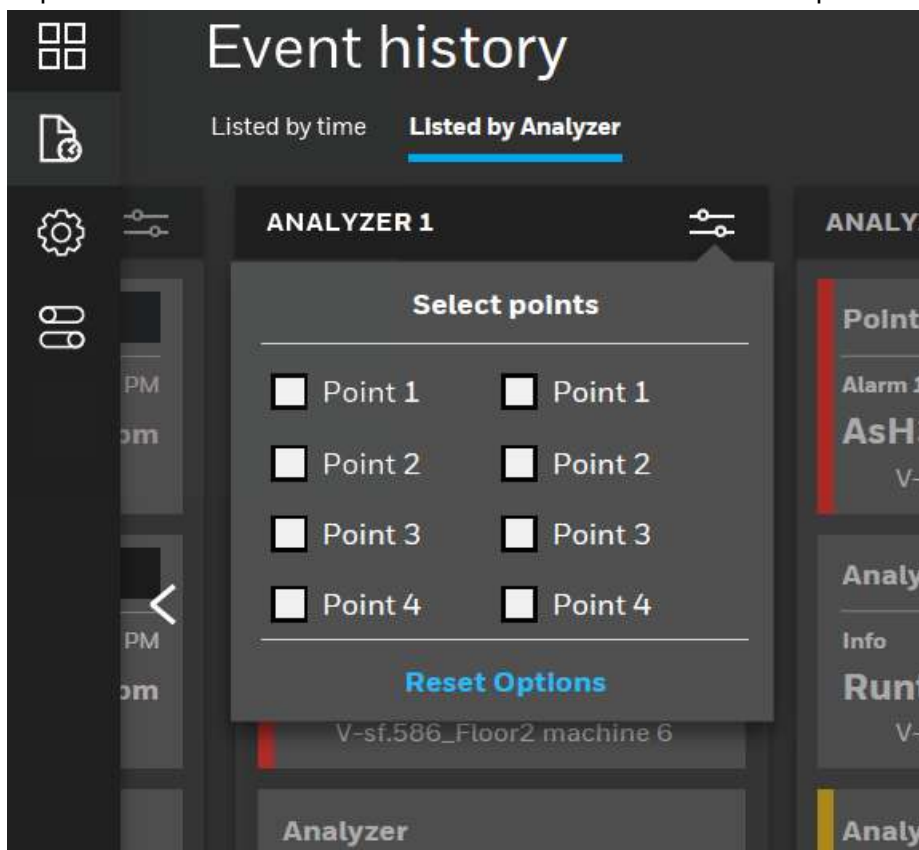 Event history
Listed by time Listed by Analyzer
ANALYZER 1
Select points
Point 1 Point 1
Point 2 Point 2
Point 3 Point 3
Point 4 Point 4
Reset Options
V-sf.586_Floor2 machine 6
Analyzer
PM
PM
Point
Alarm 1
Info